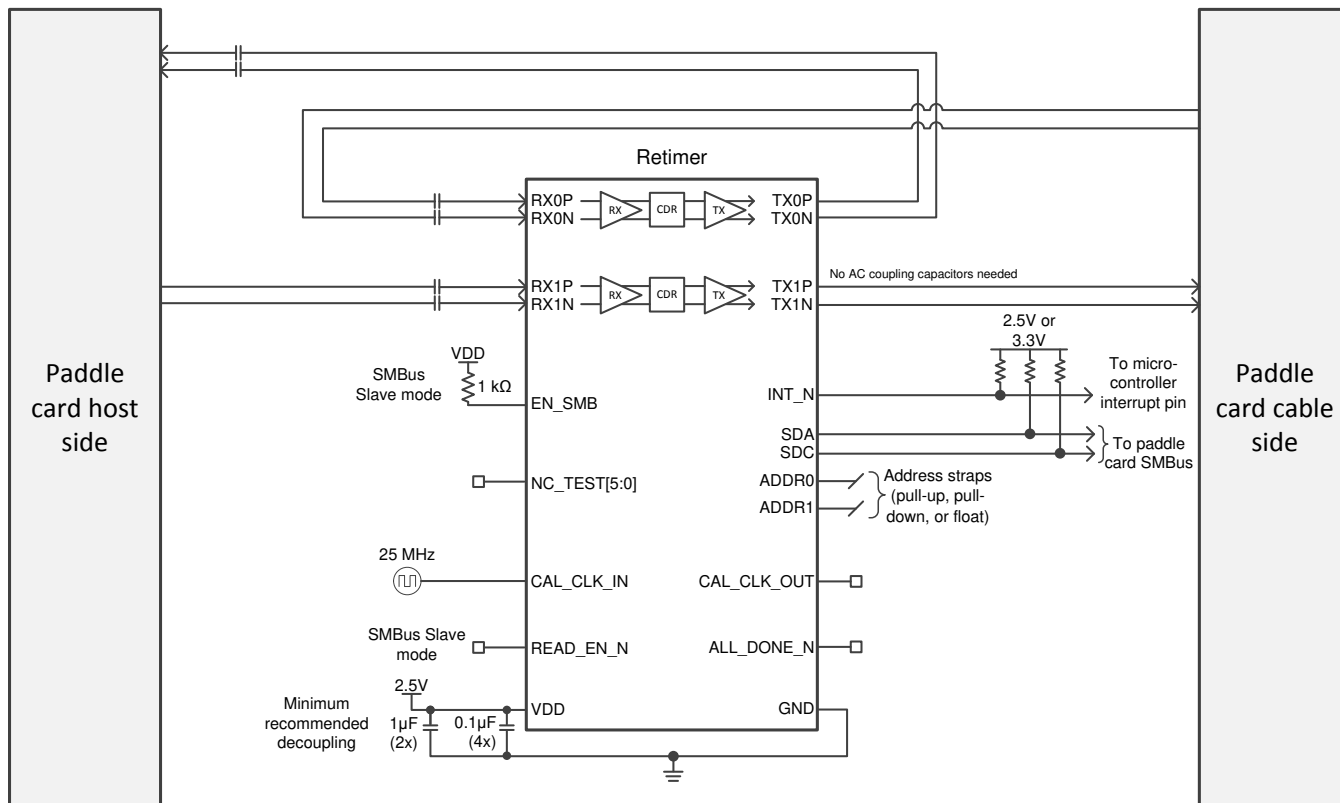 Retimer
RX0P
RX0N
RX
CDR
TX
TX0P
TX0N
RX1P
RX1N
RX
CDR
TX
TX1P
TX1N
No AC coupling capacitors needed
Paddle
card host
side
Paddle
card cable
side
VDD
1 kΩ
SMBus
Slave mode
EN_SMB
2.5V or
3.3V
INT_N
To micro-
controller
interrupt pin
SDA
SDC
To paddle
card SMBus
NC_TEST[5:0]
ADDR0
ADDR1
Address straps
(pull-up, pull-
down, or float)
25 MHz
CAL_CLK_IN
CAL_CLK_OUT
SMBus Slave
mode
READ_EN_N
ALL_DONE_N
2.5V
VDD
GND
Minimum
recommended
decoupling
1μF
(2x)
0.1μF
(4x)